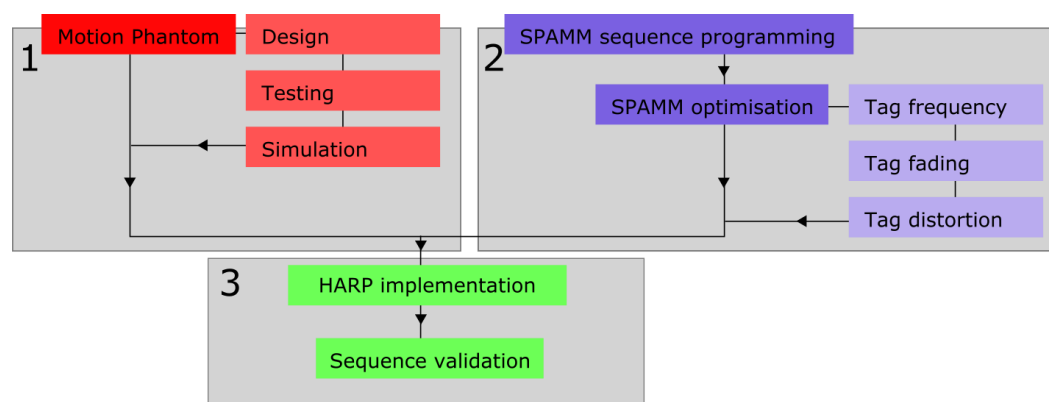 1
Motion Phantom
Design
Testing
Simulation
2
SPAMM sequence programming
SPAMM optimisation
Tag frequency
Tag fading
Tag distortion
3
HARP implementation
Sequence validation